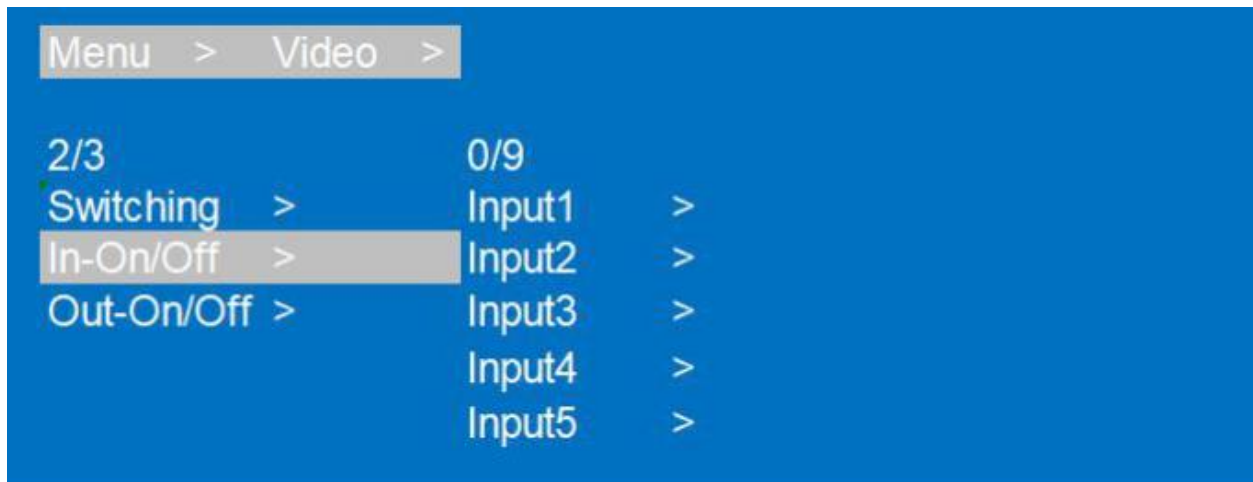 Menu > Video >
2/3 0/9
Switching > Input1 >
In-On/Off > Input2 >
Out-On/Off > Input3 >
Input4 >
Input5 >